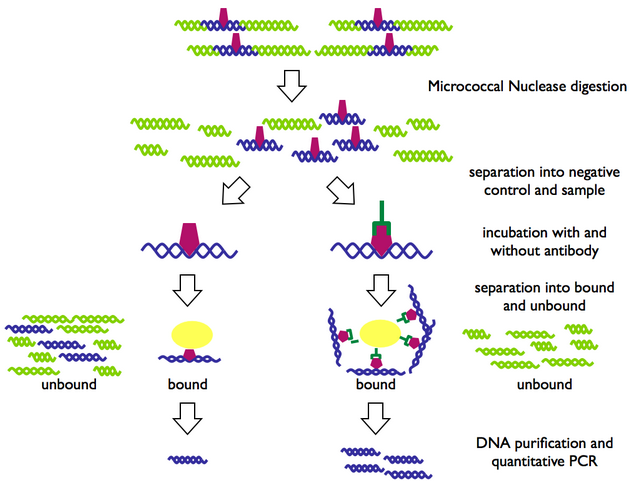 Micrococcal Nuclease digestion
separation into negative
control and sample
incubation with and
without antibody
separation into bound
and unbound
unbound
bound
bound
unbound
DNA purification and
quantitative PCR